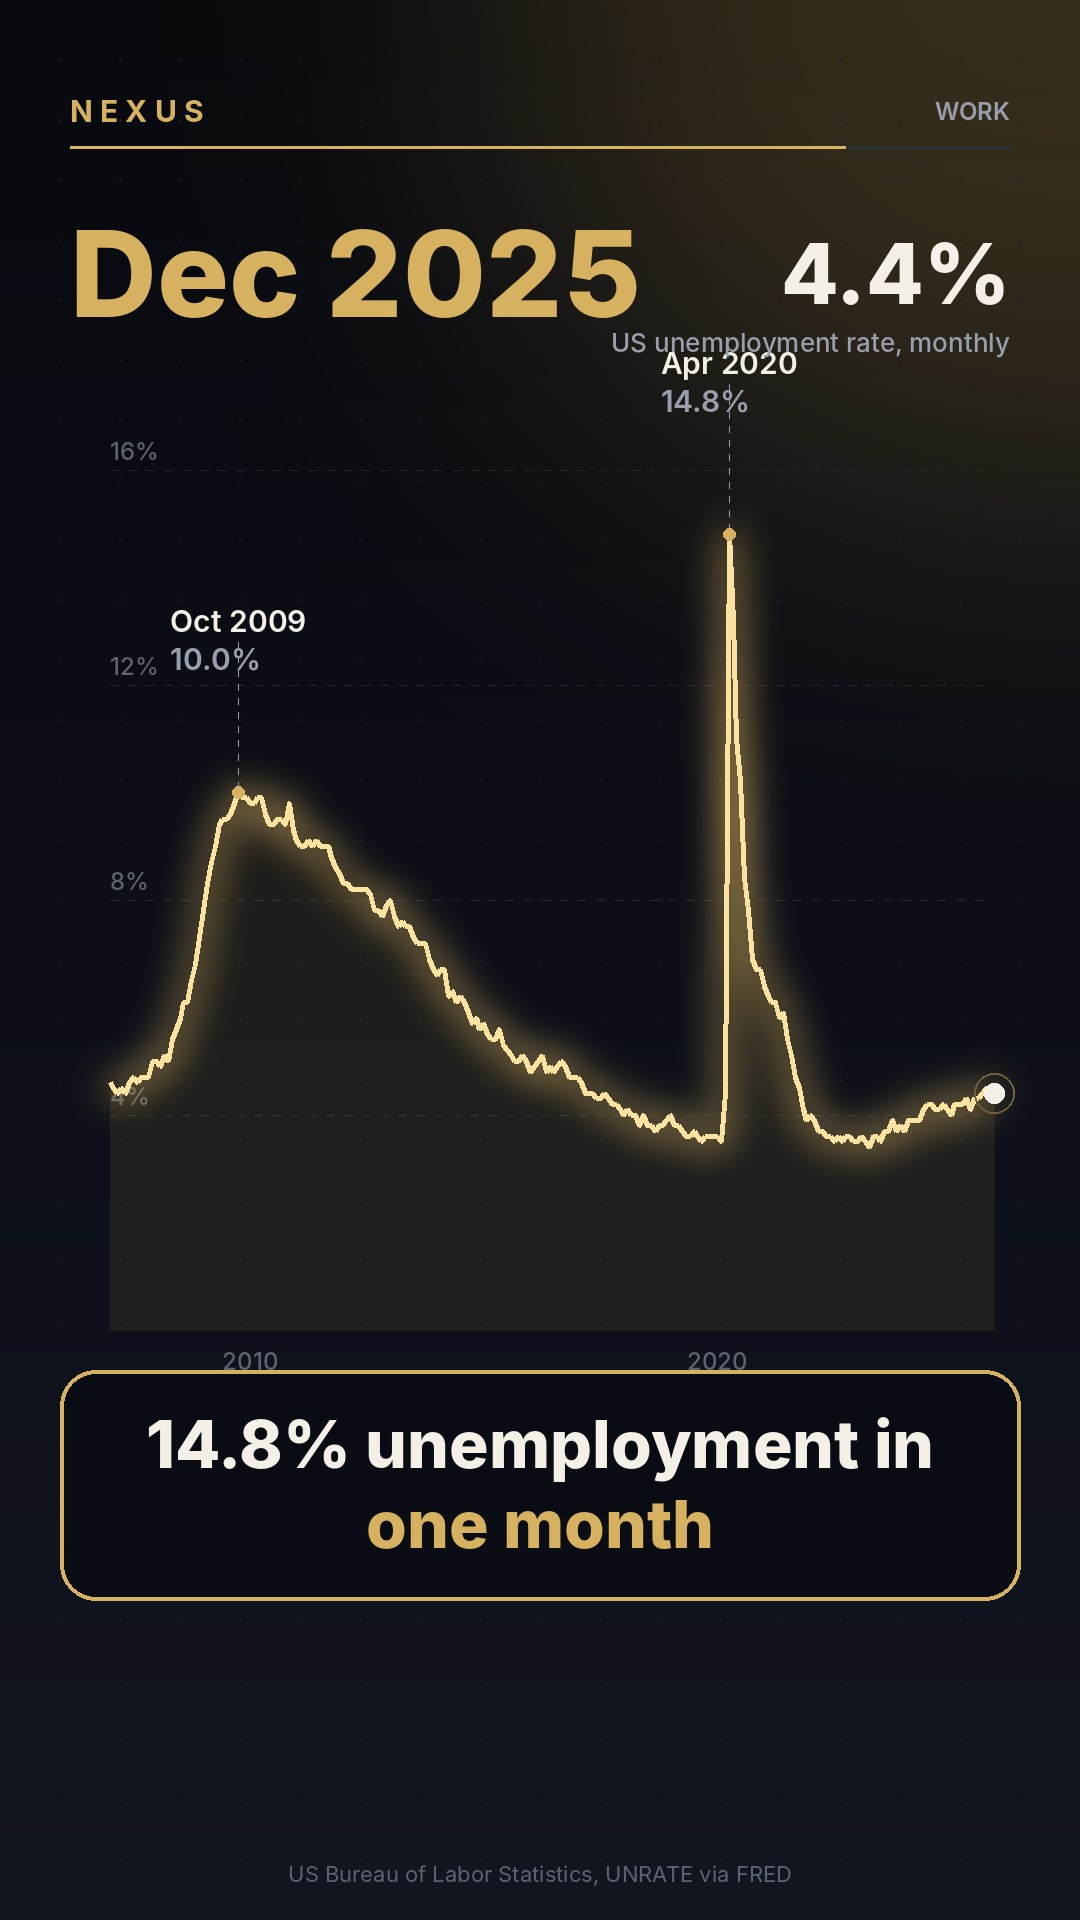 NEXUS
WORK
Dec 2025
4.4%
US unemployment rate, monthly
Apr 2020
14.8%
16%
Oct 2009
10.0%
12%
8%
4%
2010
2020
14.8% unemployment in
one month
US Bureau of Labor Statistics, UNRATE via FRED